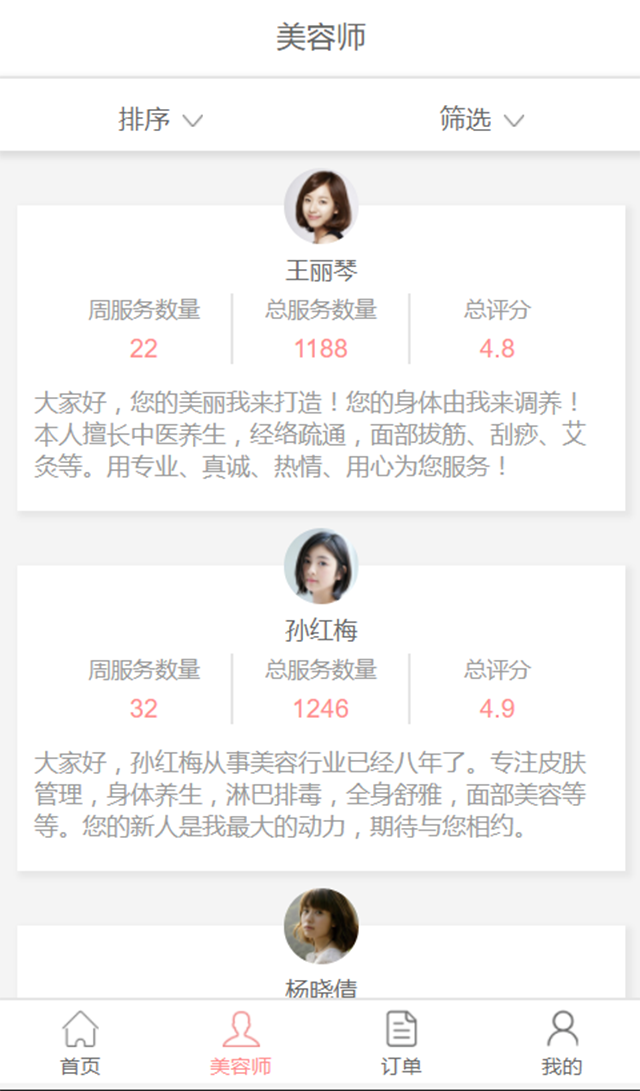 美容师
排序 筛选
王丽琴
周服务数量 总服务数量 总评分
22 1188 4.8
大家好，您的美丽我来打造！您的身体由我来调养！
本人擅长中医养生，经络疏通，面部拔筋、刮痧、艾
灸等。用专业、真诚、热情、用心为您服务！
孙红梅
周服务数量 总服务数量 总评分
32 1246 4.9
大家好，孙红梅从事美容行业已经八年了。专注皮肤
管理，身体养生，淋巴排毒，全身舒雅，面部美容等
等。您的新人是我最大的动力，期待与您相约。
杨晓倩
首页 美容师 订单 我的